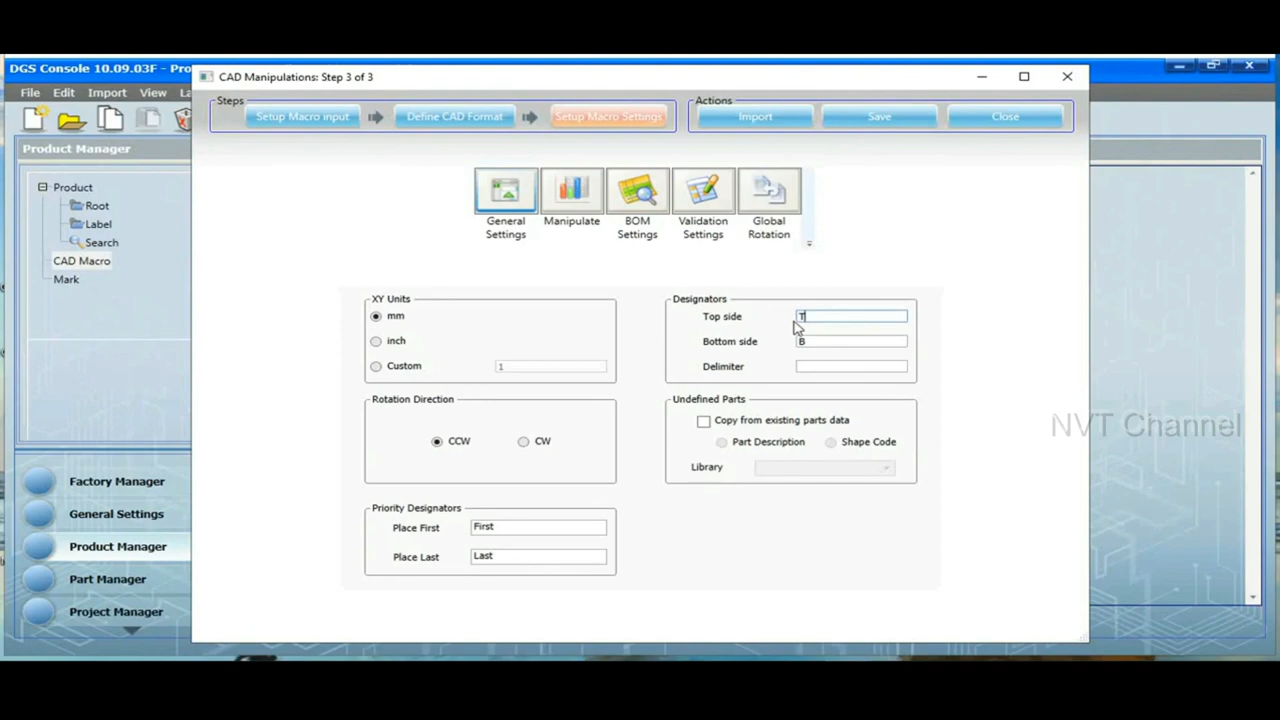 DGS Console 10.09.03F - Pro
CAD Manipulations: Step 3 of 3
File Edit Import View La
Steps
Setup Macro input
Define CAD Format
Setup Macro Settings
Actions
Import
Save
Close
Product Manager
Product
Root
Label
Search
CAD Macro
Mark
General Settings
Manipulate
BOM Settings
Validation Settings
Global Rotation
XY Units
mm
inch
Custom 1
Designators
Top side T
Bottom side B
Delimiter
Rotation Direction
CCW CW
Undefined Parts
Copy from existing parts data
Part Description Shape Code
Library
Priority Designators
Place First First
Place Last Last
NVT Channel
Factory Manager
General Settings
Product Manager
Part Manager
Project Manager